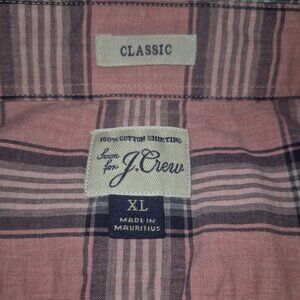 CLASSIC
100% COTTON SHIRTING
Sewn
for
J.Crew
XL
MADE IN
MAURITIUS